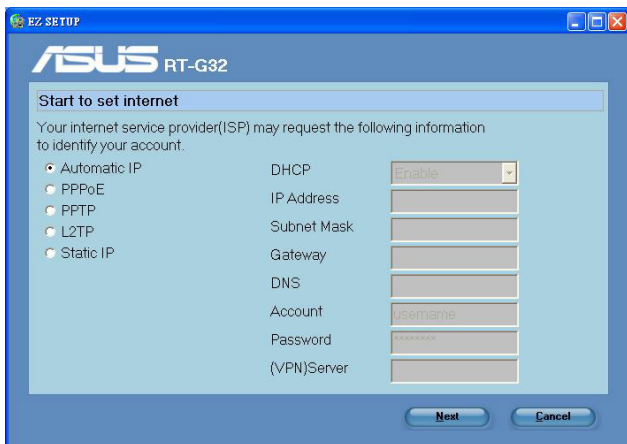 EZ SETUP
ASUS RT-G32
Start to set internet
Your internet service provider(ISP) may request the following information
to identify your account.
Automatic IP
PPPoE
PPTP
L2TP
Static IP
DHCP Enable
IP Address
Subnet Mask
Gateway
DNS
Account username
Password ********
(VPN)Server
Next Cancel